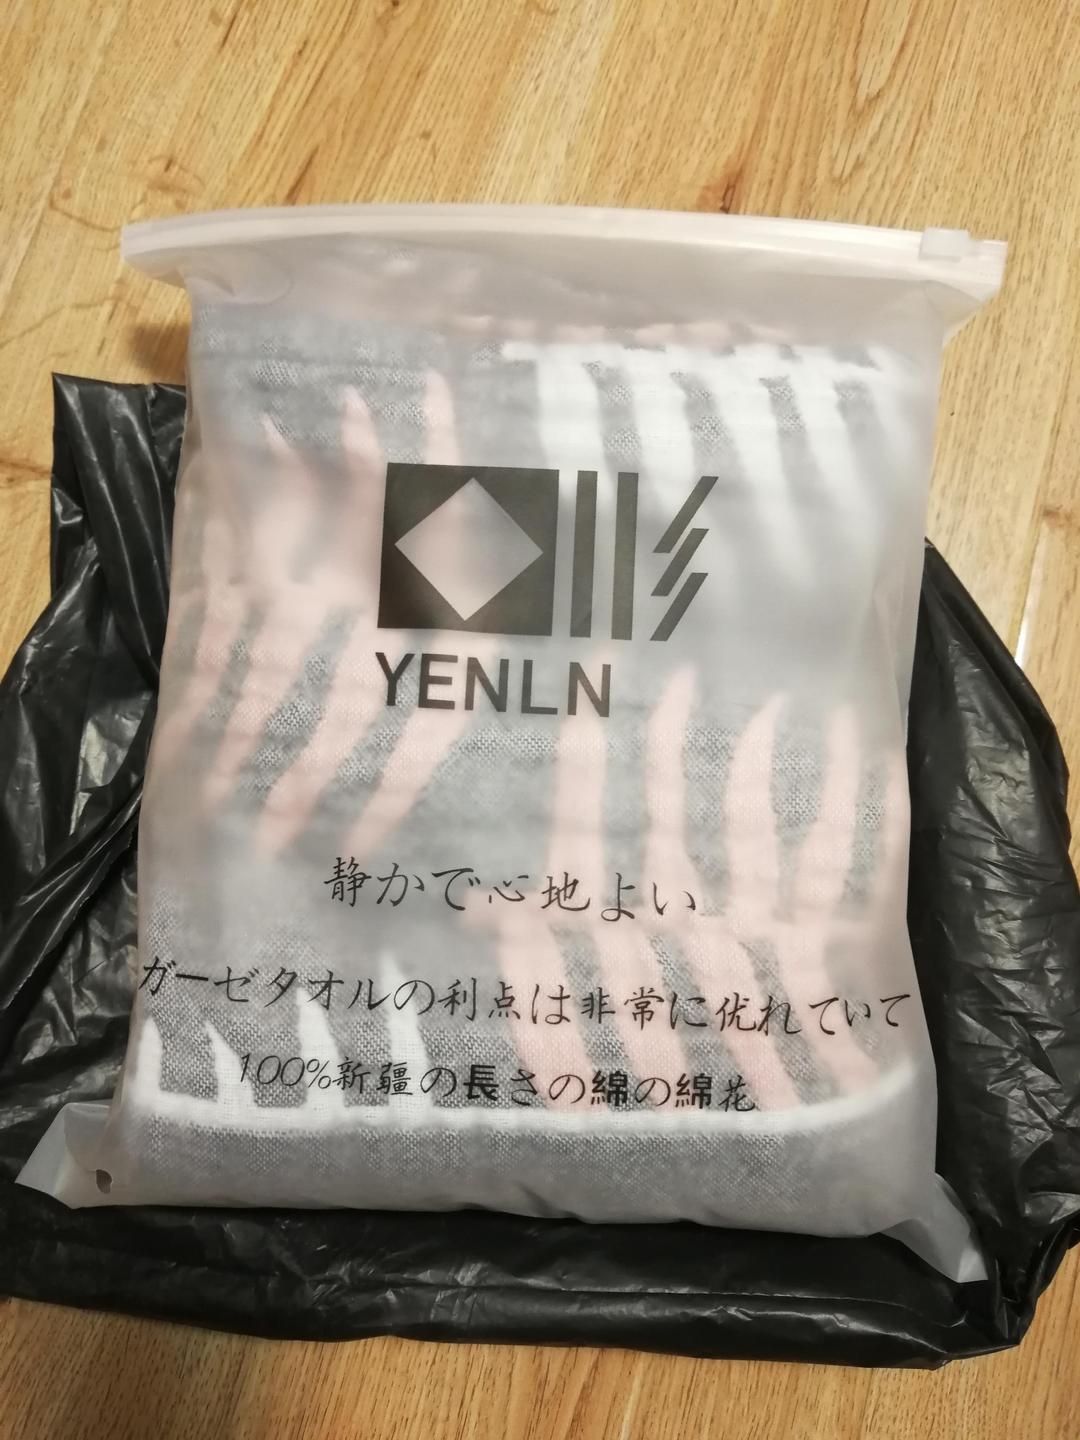 YENLN
静かで心地よい
ガーゼタオルの利点は非常に优れていて
100%新疆の長さの綿の綿花